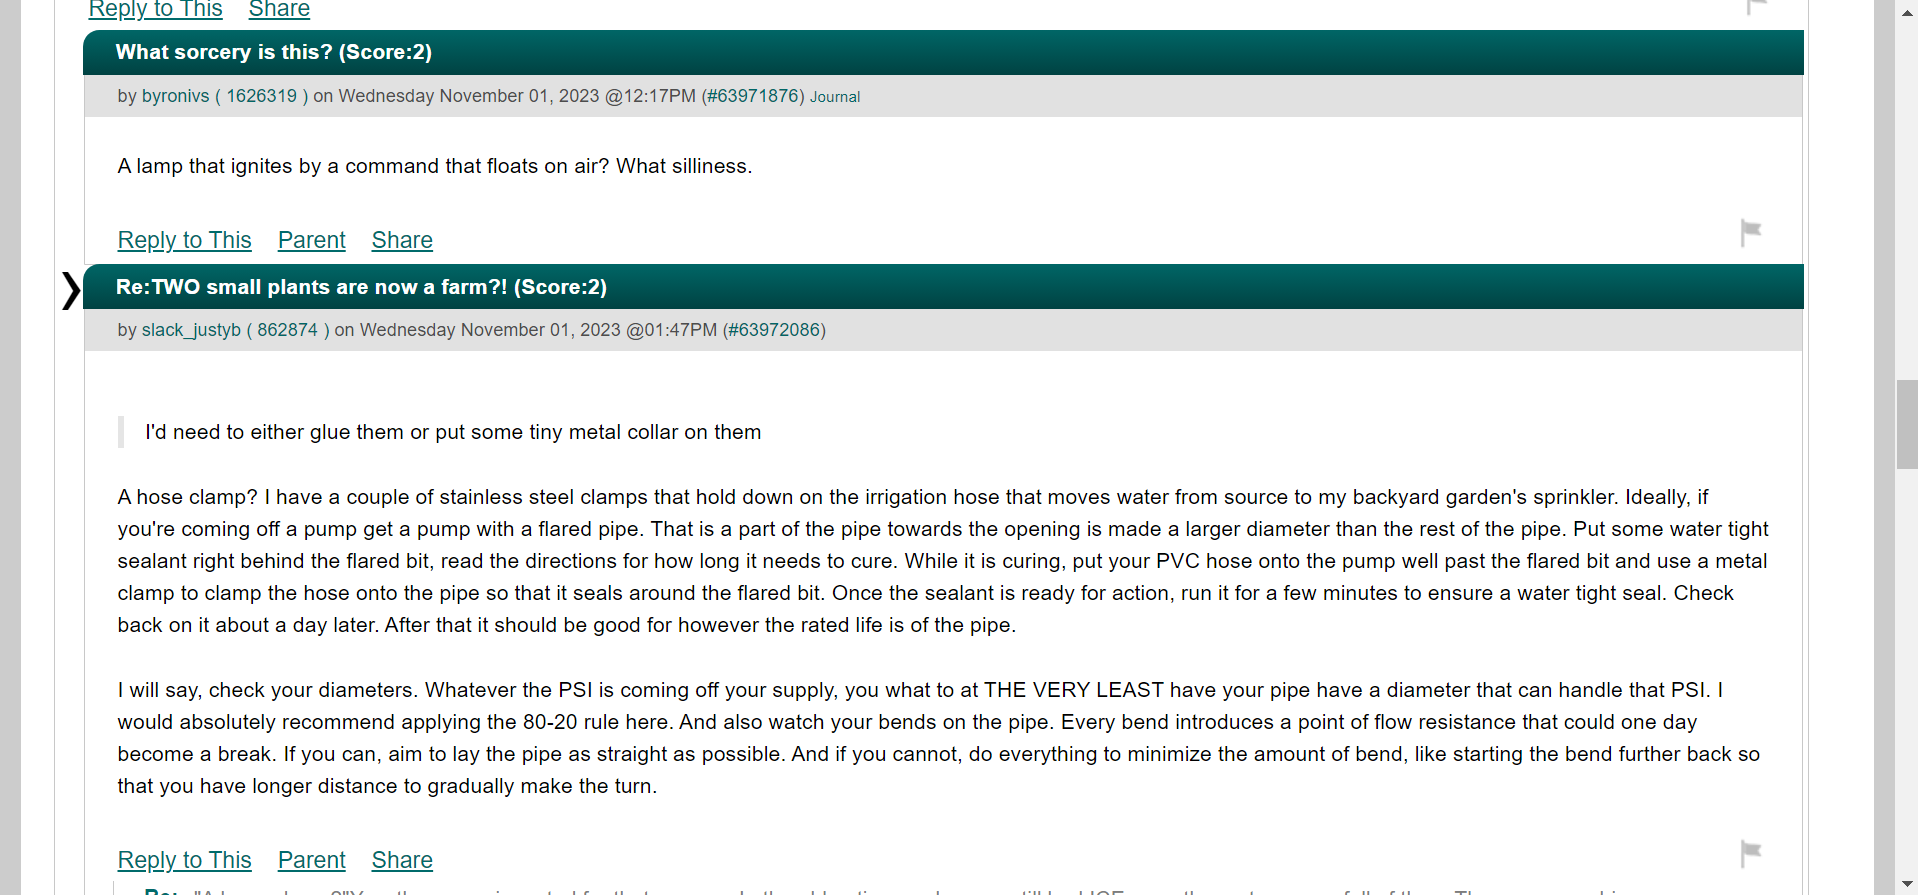 Reply to This Share
What sorcery is this? (Score:2)
by byronivs ( 1626319 ) on Wednesday November 01, 2023 @12:17PM (#63971876) Journal
A lamp that ignites by a command that floats on air? What silliness.
Reply to This Parent Share
Re:TWO small plants are now a farm?! (Score:2)
by slack_justyb ( 862874 ) on Wednesday November 01, 2023 @01:47PM (#63972086)
I'd need to either glue them or put some tiny metal collar on them
A hose clamp? I have a couple of stainless steel clamps that hold down on the irrigation hose that moves water from source to my backyard garden's sprinkler. Ideally, if
you're coming off a pump get a pump with a flared pipe. That is a part of the pipe towards the opening is made a larger diameter than the rest of the pipe. Put some water tight
sealant right behind the flared bit, read the directions for how long it needs to cure. While it is curing, put your PVC hose onto the pump well past the flared bit and use a metal
clamp to clamp the hose onto the pipe so that it seals around the flared bit. Once the sealant is ready for action, run it for a few minutes to ensure a water tight seal. Check
back on it about a day later. After that it should be good for however the rated life is of the pipe.
I will say, check your diameters. Whatever the PSI is coming off your supply, you what to at THE VERY LEAST have your pipe have a diameter that can handle that PSI. I
would absolutely recommend applying the 80-20 rule here. And also watch your bends on the pipe. Every bend introduces a point of flow resistance that could one day
become a break. If you can, aim to lay the pipe as straight as possible. And if you cannot, do everything to minimize the amount of bend, like starting the bend further back so
that you have longer distance to gradually make the turn.
Reply to This Parent Share